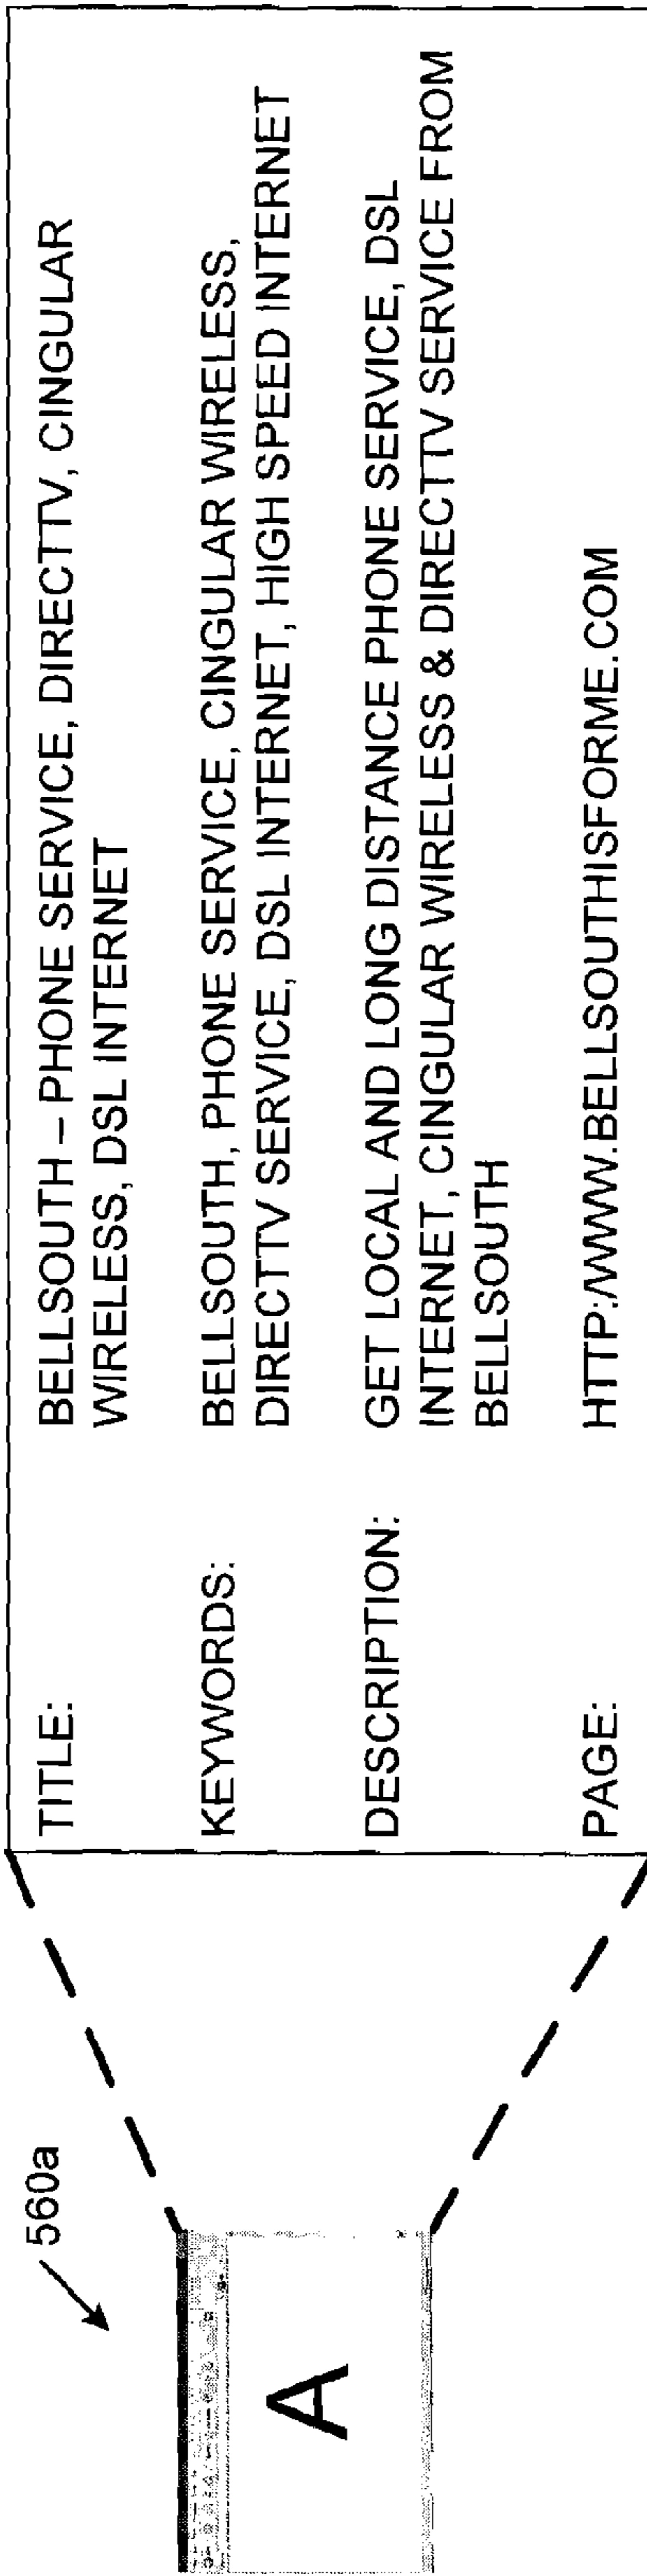 560a
A
TITLE: BELLSOUTH – PHONE SERVICE, DIRECTTV, CINGULAR
WIRELESS, DSL INTERNET
KEYWORDS: BELLSOUTH, PHONE SERVICE, CINGULAR WIRELESS,
DIRECTTV SERVICE, DSL INTERNET, HIGH SPEED INTERNET
DESCRIPTION: GET LOCAL AND LONG DISTANCE PHONE SERVICE, DSL
INTERNET, CINGULAR WIRELESS & DIRECTTV SERVICE FROM
BELLSOUTH
PAGE: HTTP://WWW.BELLSOUTHISFORME.COM